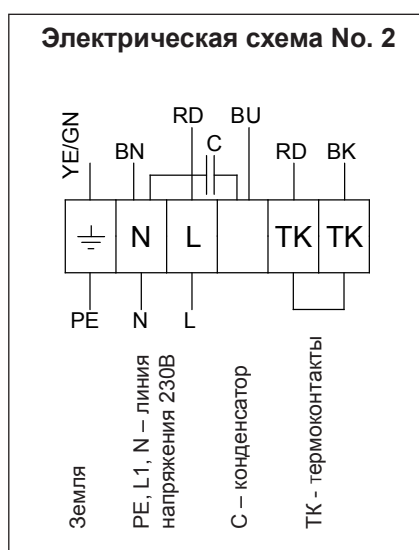 Электрическая схема No. 2
RD BU
YE/GN BN C RD BK
N L TK TK
PE N L
Земля
PE, L1, N – линия
напряжения 230В
C – конденсатор
ТК - термоконтакты